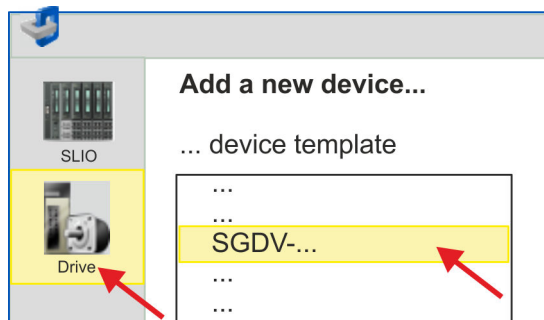 Add a new device...
SLIO
... device template
...
...
SGDV-...
Drive
...
...